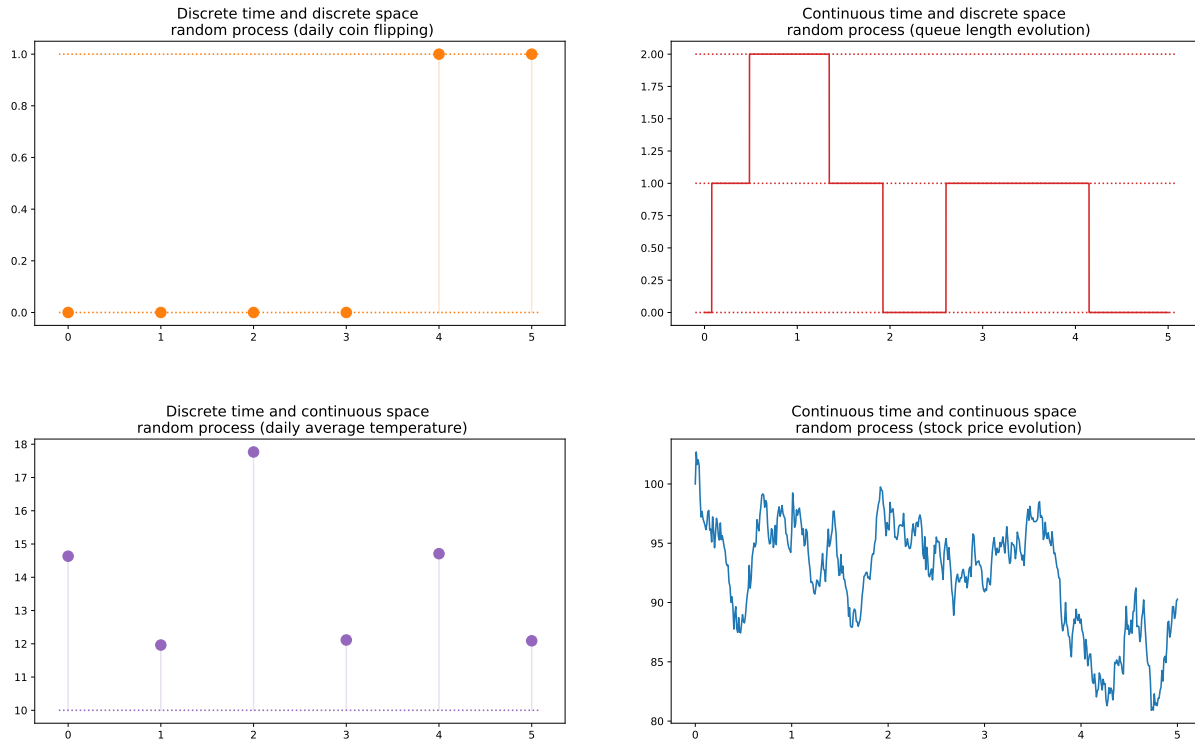 Discrete time and discrete space
random process (daily coin flipping)
1.0
0.8
0.6
0.4
0.2
0.0
0 1 2 3 4 5
Continuous time and discrete space
random process (queue length evolution)
2.00
1.75
1.50
1.25
1.00
0.75
0.50
0.25
0.00
0 1 2 3 4 5
Discrete time and continuous space
random process (daily average temperature)
18
17
16
15
14
13
12
11
10
0 1 2 3 4 5
Continuous time and continuous space
random process (stock price evolution)
100
95
90
85
80
0 1 2 3 4 5